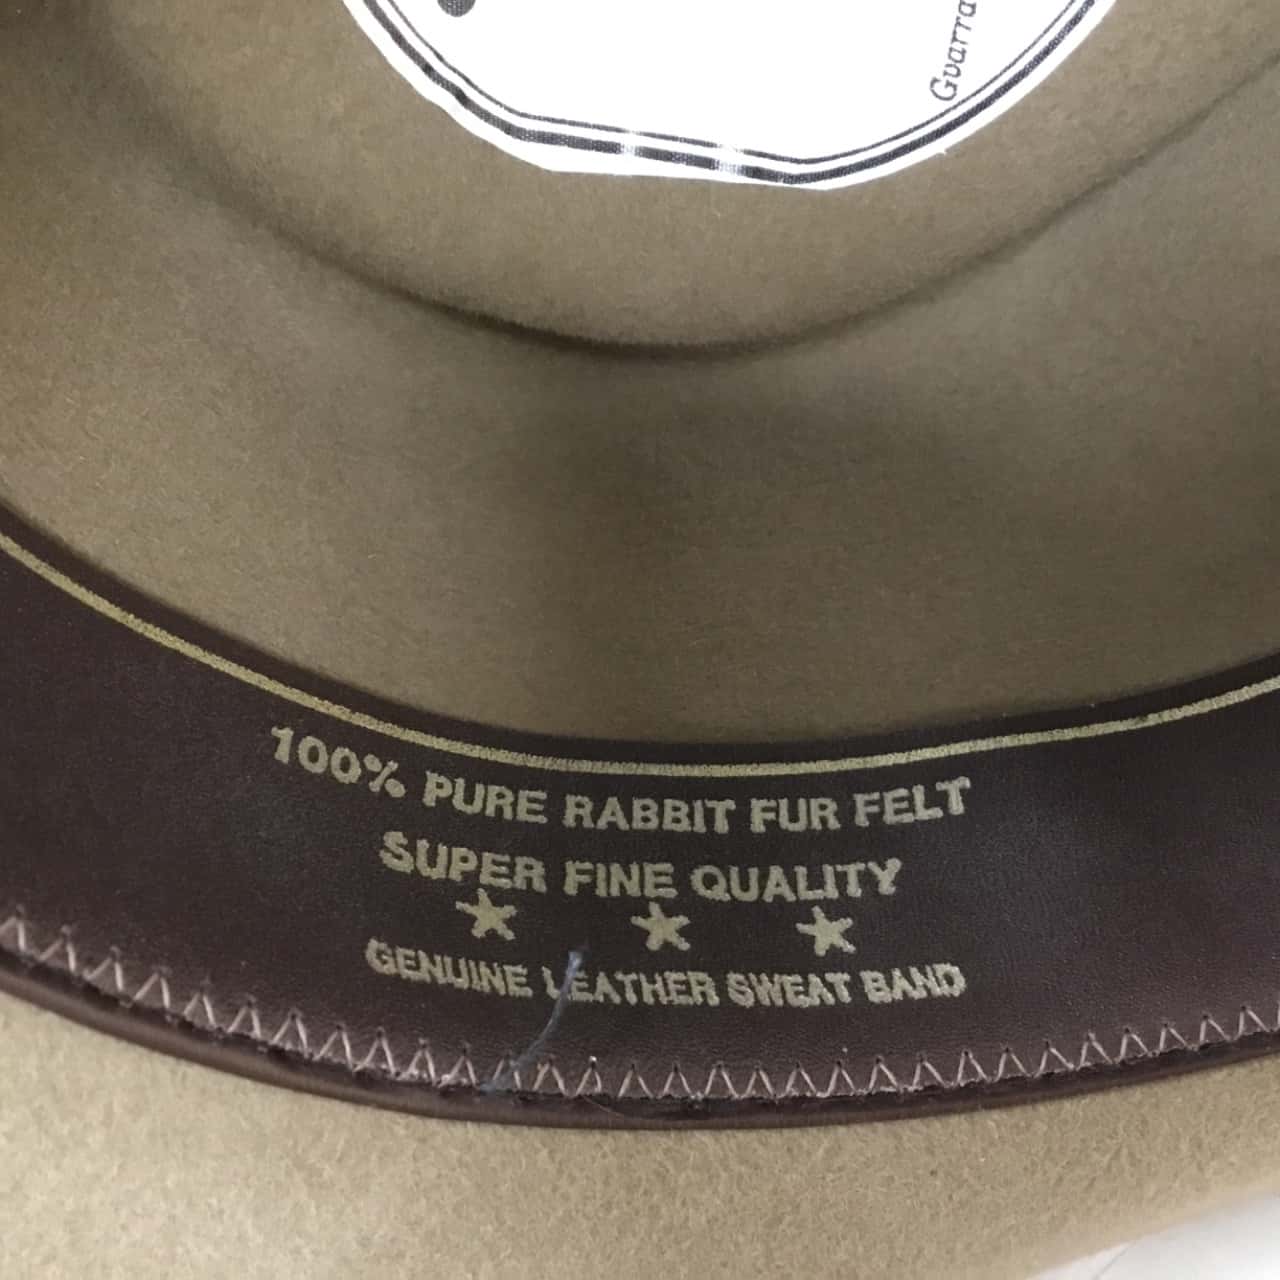 100% PURE RABBIT FUR FELT
SUPER FINE QUALITY
GENUINE LEATHER SWEAT BAND